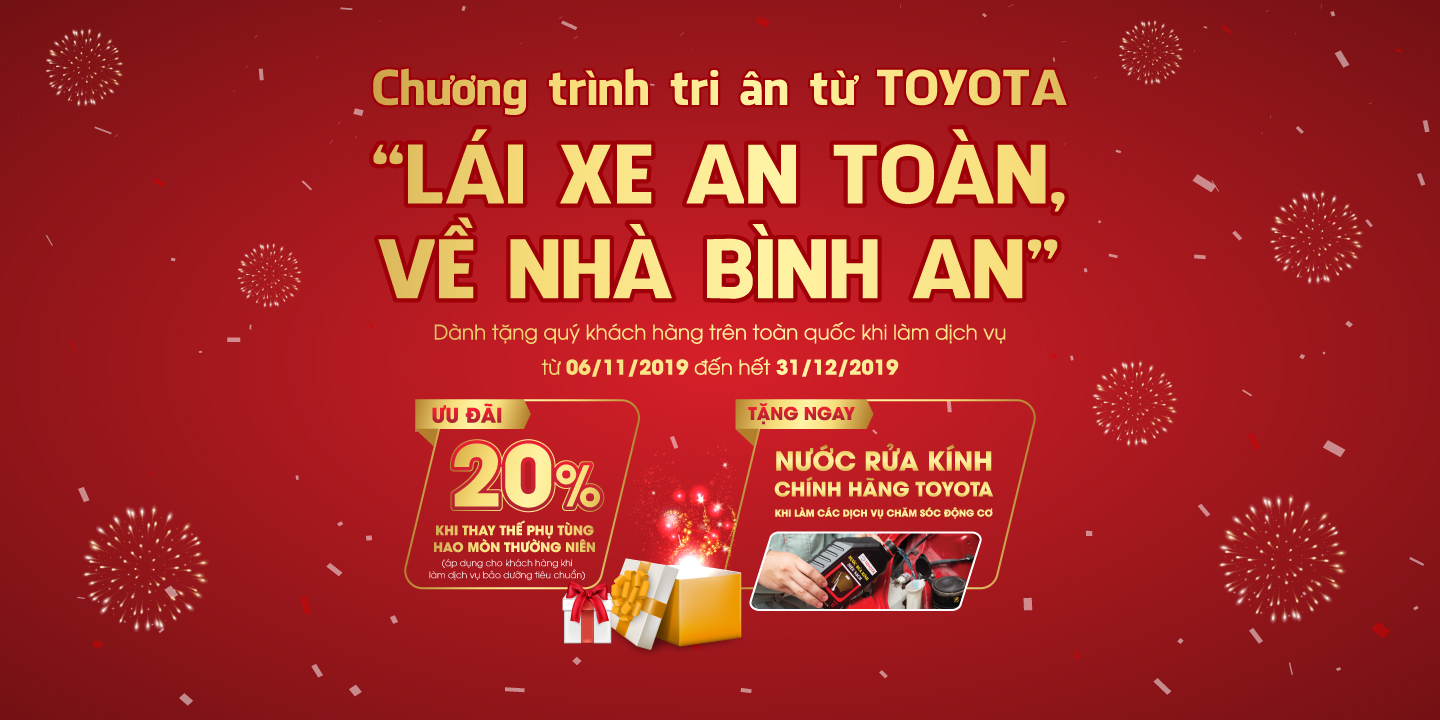 Chương trình tri ân từ TOYOTA
“LÁI XE AN TOÀN,
VỀ NHÀ BÌNH AN”
Dành tặng quý khách hàng trên toàn quốc khi làm dịch vụ
từ 06/11/2019 đến hết 31/12/2019
ƯU ĐÃI
20%
KHI THAY THẾ PHỤ TÙNG
HAO MÒN THƯỜNG NIÊN
(áp dụng cho khách hàng khi
làm dịch vụ bảo dưỡng tiêu chuẩn)
TẶNG NGAY
NƯỚC RỬA KÍNH
CHÍNH HÃNG TOYOTA
KHI LÀM CÁC DỊCH VỤ CHĂM SÓC ĐỘNG CƠ